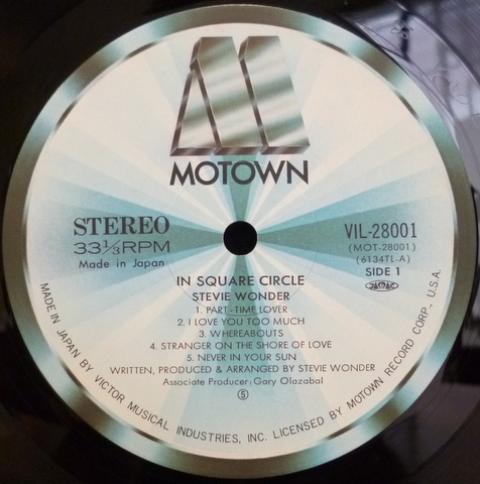 MOTOWN
STEREO
33⅓RPM
Made in Japan
VIL-28001
(MOT-28001)
(6134TL-A)
SIDE 1
JASRAC
IN SQUARE CIRCLE
STEVIE WONDER
1. PART-TIME LOVER
2. I LOVE YOU TOO MUCH
3. WHEREABOUTS
4. STRANGER ON THE SHORE OF LOVE
5. NEVER IN YOUR SUN
WRITTEN, PRODUCED & ARRANGED BY STEVIE WONDER
Associate Producer: Gary Olazabal
Ⓢ
MADE IN JAPAN BY VICTOR MUSICAL INDUSTRIES, INC. LICENSED BY MOTOWN RECORD CORP.- U.S.A.